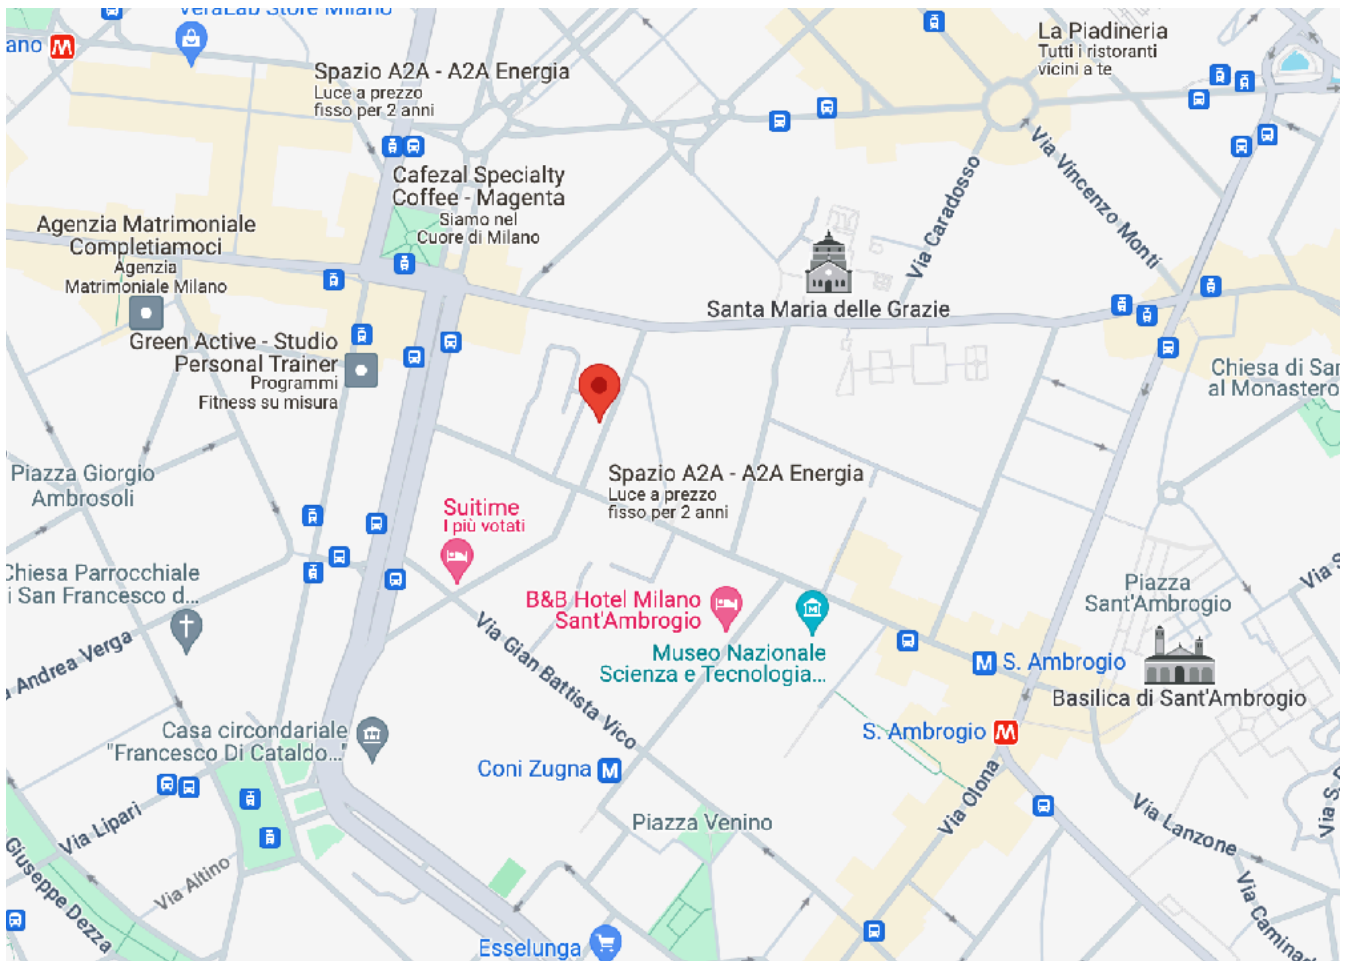 VeraLab Store Milano
ano
Spazio A2A - A2A Energia
Luce a prezzo
fisso per 2 anni
La Piadineria
Tutti i ristoranti
vicini a te
Cafezal Specialty
Coffee - Magenta
Siamo nel
Cuore di Milano
Via Caradosso
Via Vincenzo Monti
Agenzia Matrimoniale
Completiamoci
Agenzia
Matrimoniale Milano
Santa Maria delle Grazie
Green Active - Studio
Personal Trainer
Programmi
Fitness su misura
Chiesa di San
al Monastero
Piazza Giorgio
Ambrosoli
Spazio A2A - A2A Energia
Luce a prezzo
fisso per 2 anni
Suitime
I più votati
Chiesa Parrocchiale
i San Francesco d...
Piazza
Sant'Ambrogio
Via S
B&B Hotel Milano
Sant'Ambrogio
Museo Nazionale
Scienza e Tecnologia...
Via Gian Battista Vico
a Andrea Verga
M S. Ambrogio
Basilica di Sant'Ambrogio
Casa circondariale
"Francesco Di Cataldo..."
S. Ambrogio
Coni Zugna M
Via Olona
Via S. D
Via Lipari
Piazza Venino
Via Lanzone
Via Altino
Giuseppe Dezza
Via Caminad
Esselunga